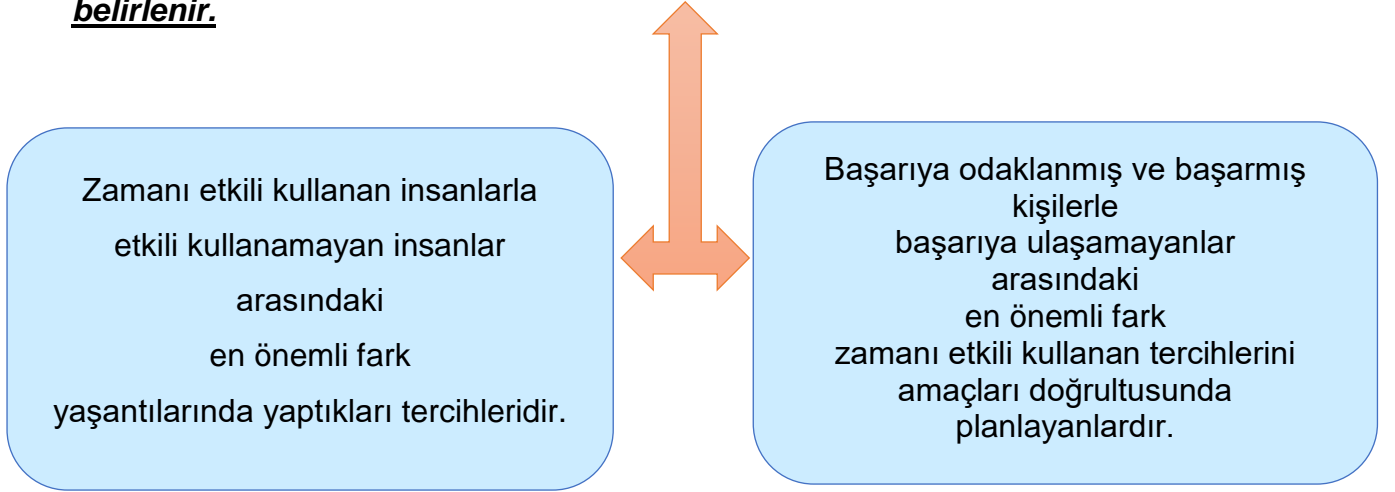 belirlenir.
Zamanı etkili kullanan insanlarla
etkili kullanamayan insanlar
arasındaki
en önemli fark
yaşantılarında yaptıkları tercihleridir.
Başarıya odaklanmış ve başarmış
kişilerle
başarıya ulaşamayanlar
arasındaki
en önemli fark
zamanı etkili kullanan tercihlerini
amaçları doğrultusunda
planlayanlardır.